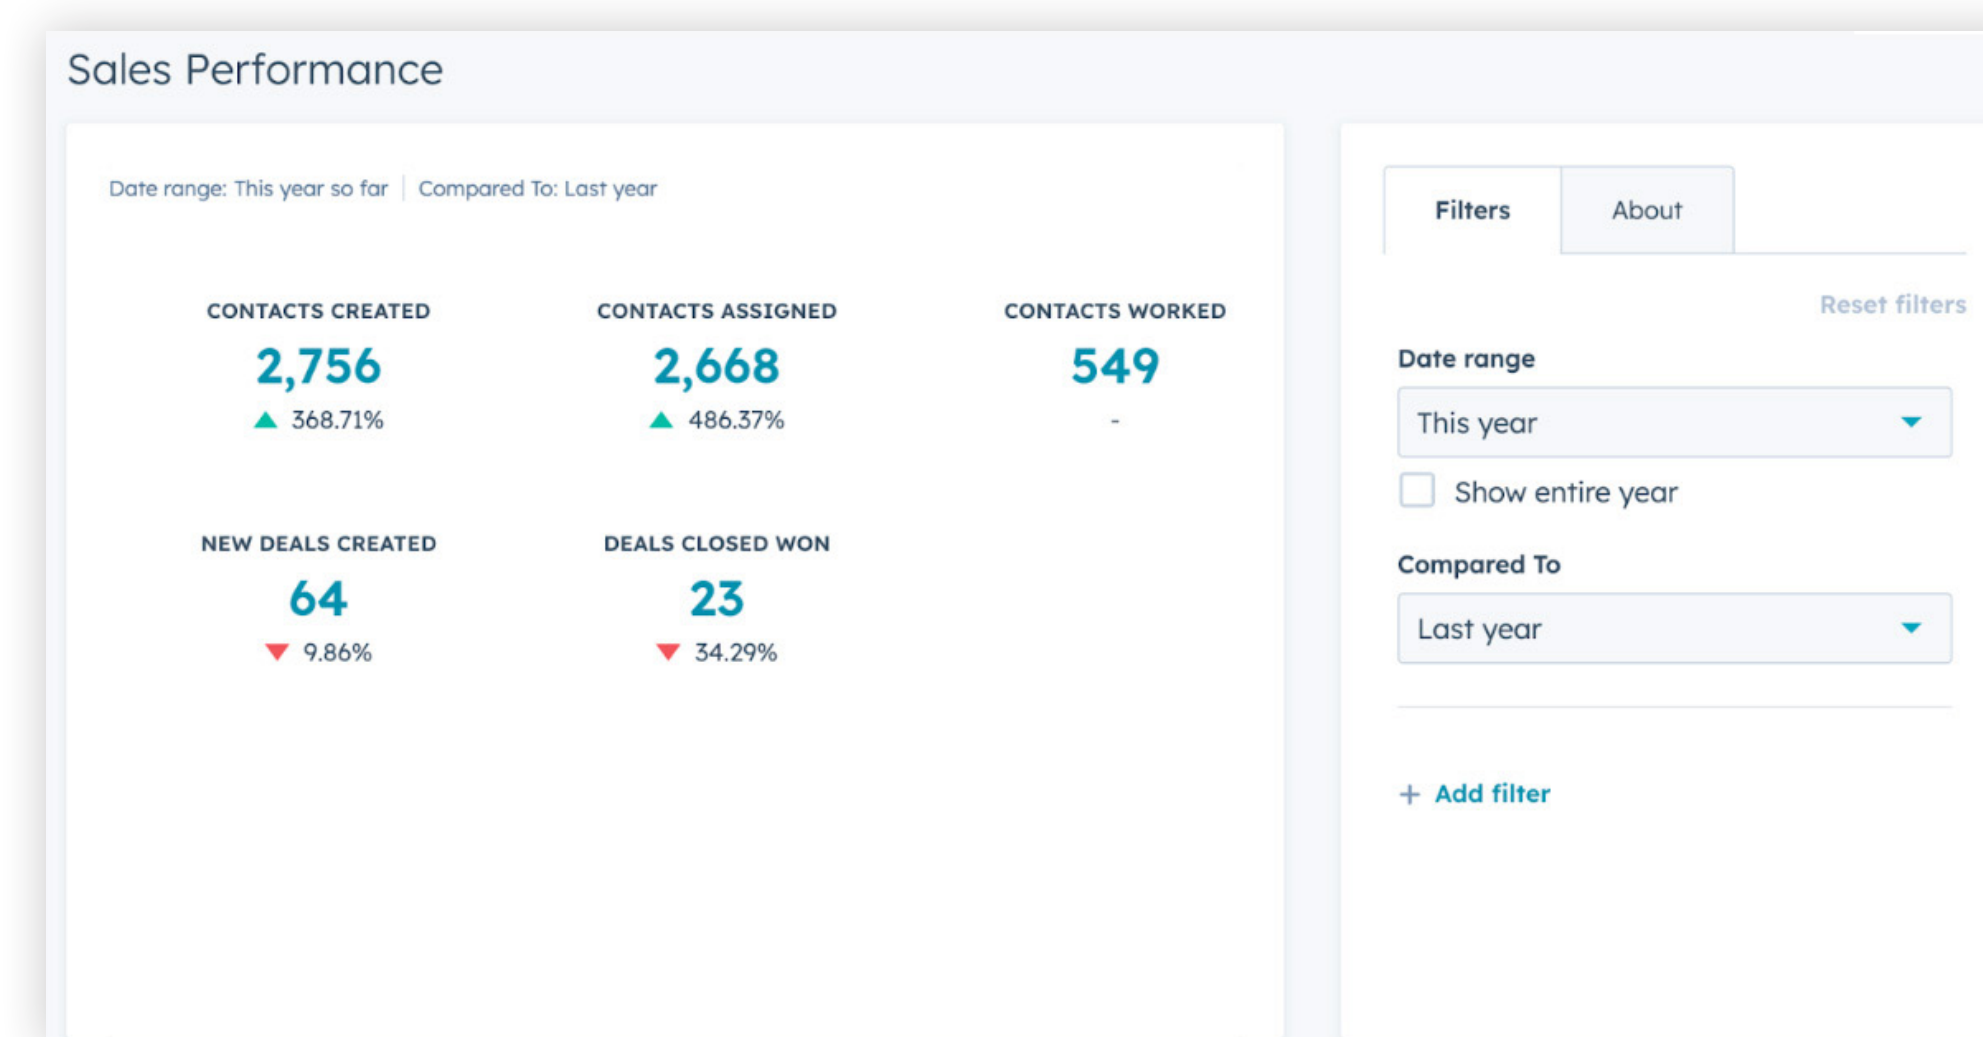 Sales Performance
Date range: This year so far | Compared To: Last year
CONTACTS CREATED
2,756
▲ 368.71%
CONTACTS ASSIGNED
2,668
▲ 486.37%
CONTACTS WORKED
549
-
NEW DEALS CREATED
64
▼ 9.86%
DEALS CLOSED WON
23
▼ 34.29%
Filters
About
Reset filters
Date range
This year
Show entire year
Compared To
Last year
+ Add filter